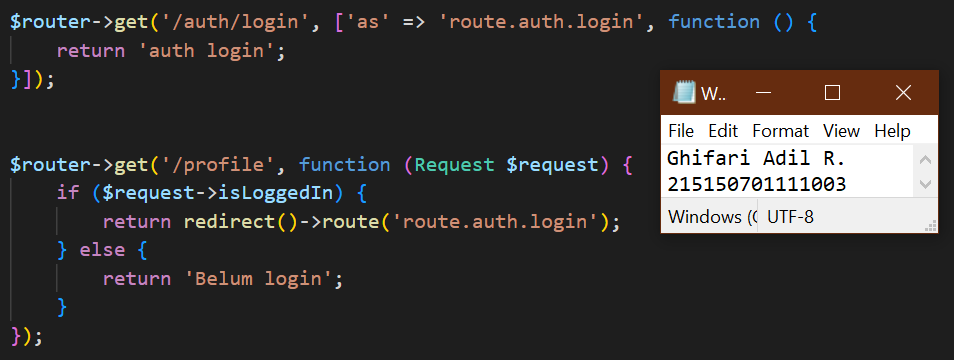 $router->get('/auth/login', ['as' => 'route.auth.login', function () {
    return 'auth login';
}]);
$router->get('/profile', function (Request $request) {
    if ($request->isLoggedIn) {
        return redirect()->route('route.auth.login');
    } else {
        return 'Belum login';
    }
});
W..
File Edit Format View Help
Ghifari Adil R.
215150701111003
Windows (C UTF-8